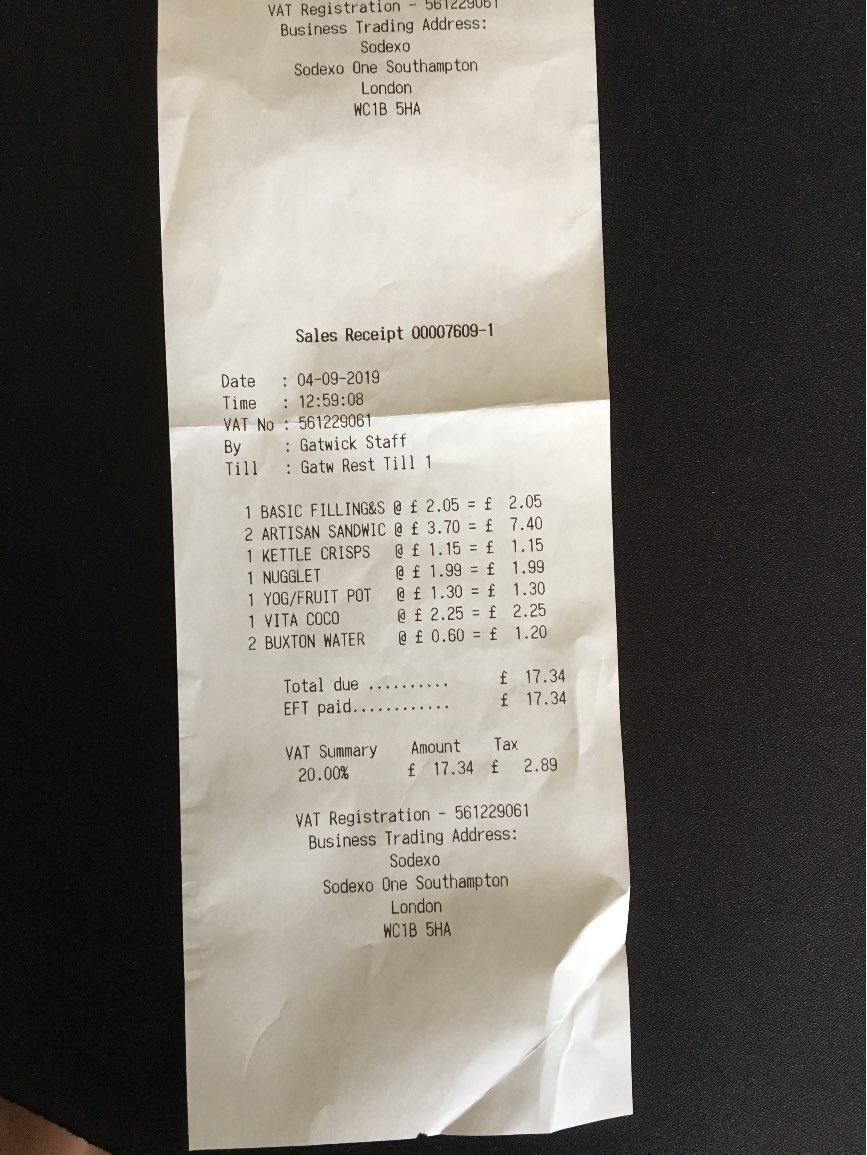 VAT Registration - 561229061
Business Trading Address:
Sodexo
Sodexo One Southampton
London
WC1B 5HA
Sales Receipt 00007609-1
Date : 04-09-2019
Time : 12:59:08
VAT No : 561229061
By : Gatwick Staff
Till : Gatw Rest Till 1
1 BASIC FILLING&S @ £ 2.05 = £ 2.05
2 ARTISAN SANDWIC @ £ 3.70 = £ 7.40
1 KETTLE CRISPS @ £ 1.15 = £ 1.15
1 NUGGLET @ £ 1.99 = £ 1.99
1 YOG/FRUIT POT @ £ 1.30 = £ 1.30
1 VITA COCO @ £ 2.25 = £ 2.25
2 BUXTON WATER @ £ 0.60 = £ 1.20
Total due .......... £ 17.34
EFT paid............ £ 17.34
VAT Summary Amount Tax
20.00% £ 17.34 £ 2.89
VAT Registration - 561229061
Business Trading Address:
Sodexo
Sodexo One Southampton
London
WC1B 5HA